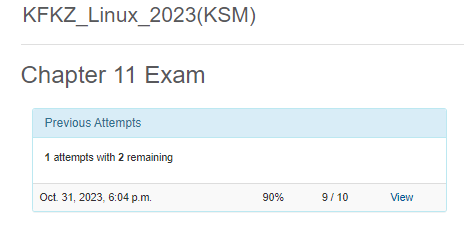 KFKZ_Linux_2023(KSM)
Chapter 11 Exam
Previous Attempts
1 attempts with 2 remaining
Oct. 31, 2023, 6:04 p.m. 90% 9 / 10 View